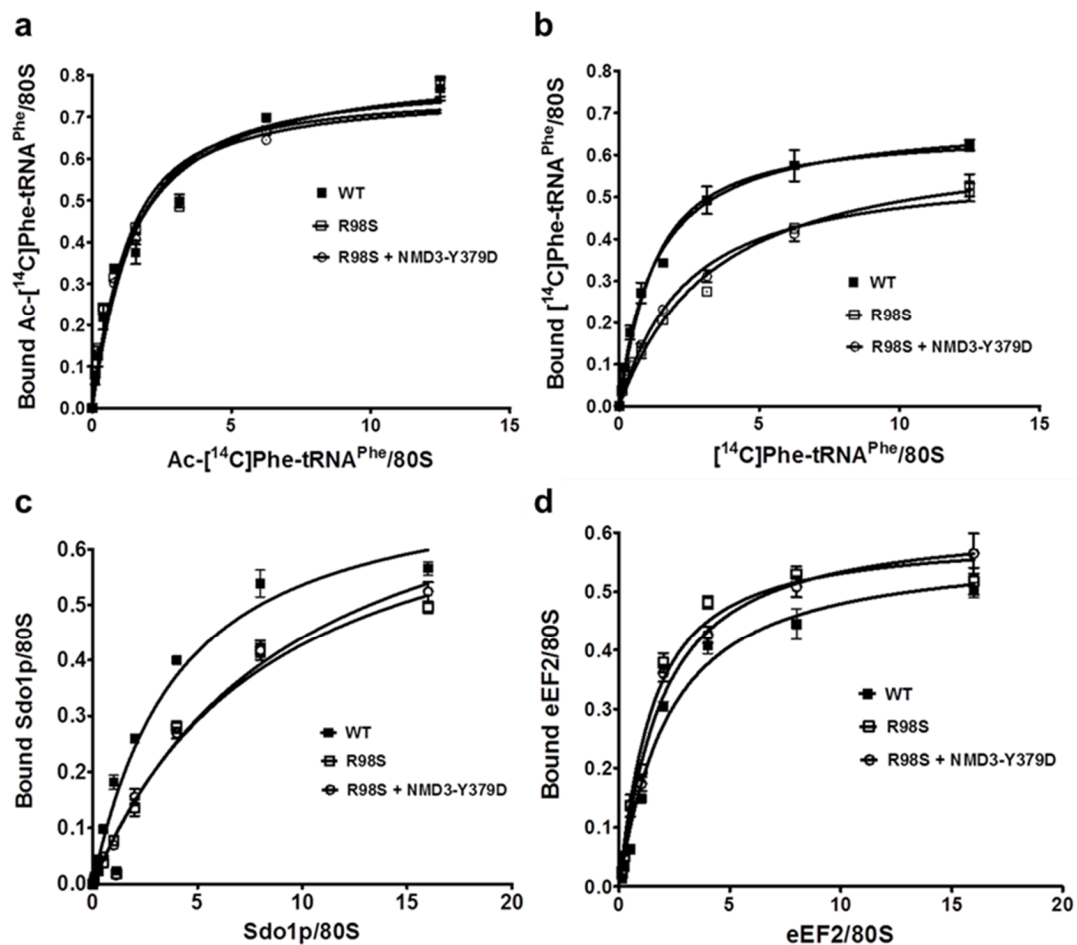 a
Bound Ac-[¹⁴C]Phe-tRNAᴾʰᵉ/80S
0.8
0.7
0.6
0.5
0.4
0.3
0.2
0.1
0.0
0
5
10
15
WT
R98S
R98S + NMD3-Y379D
Ac-[¹⁴C]Phe-tRNAᴾʰᵉ/80S
b
Bound [¹⁴C]Phe-tRNAᴾʰᵉ/80S
0.8
0.7
0.6
0.5
0.4
0.3
0.2
0.1
0.0
0
5
10
15
WT
R98S
R98S + NMD3-Y379D
[¹⁴C]Phe-tRNAᴾʰᵉ/80S
c
Bound Sdo1p/80S
0.6
0.5
0.4
0.3
0.2
0.1
0.0
0
5
10
15
20
WT
R98S
R98S + NMD3-Y379D
Sdo1p/80S
d
Bound eEF2/80S
0.6
0.5
0.4
0.3
0.2
0.1
0.0
0
5
10
15
20
WT
R98S
R98S + NMD3-Y379D
eEF2/80S